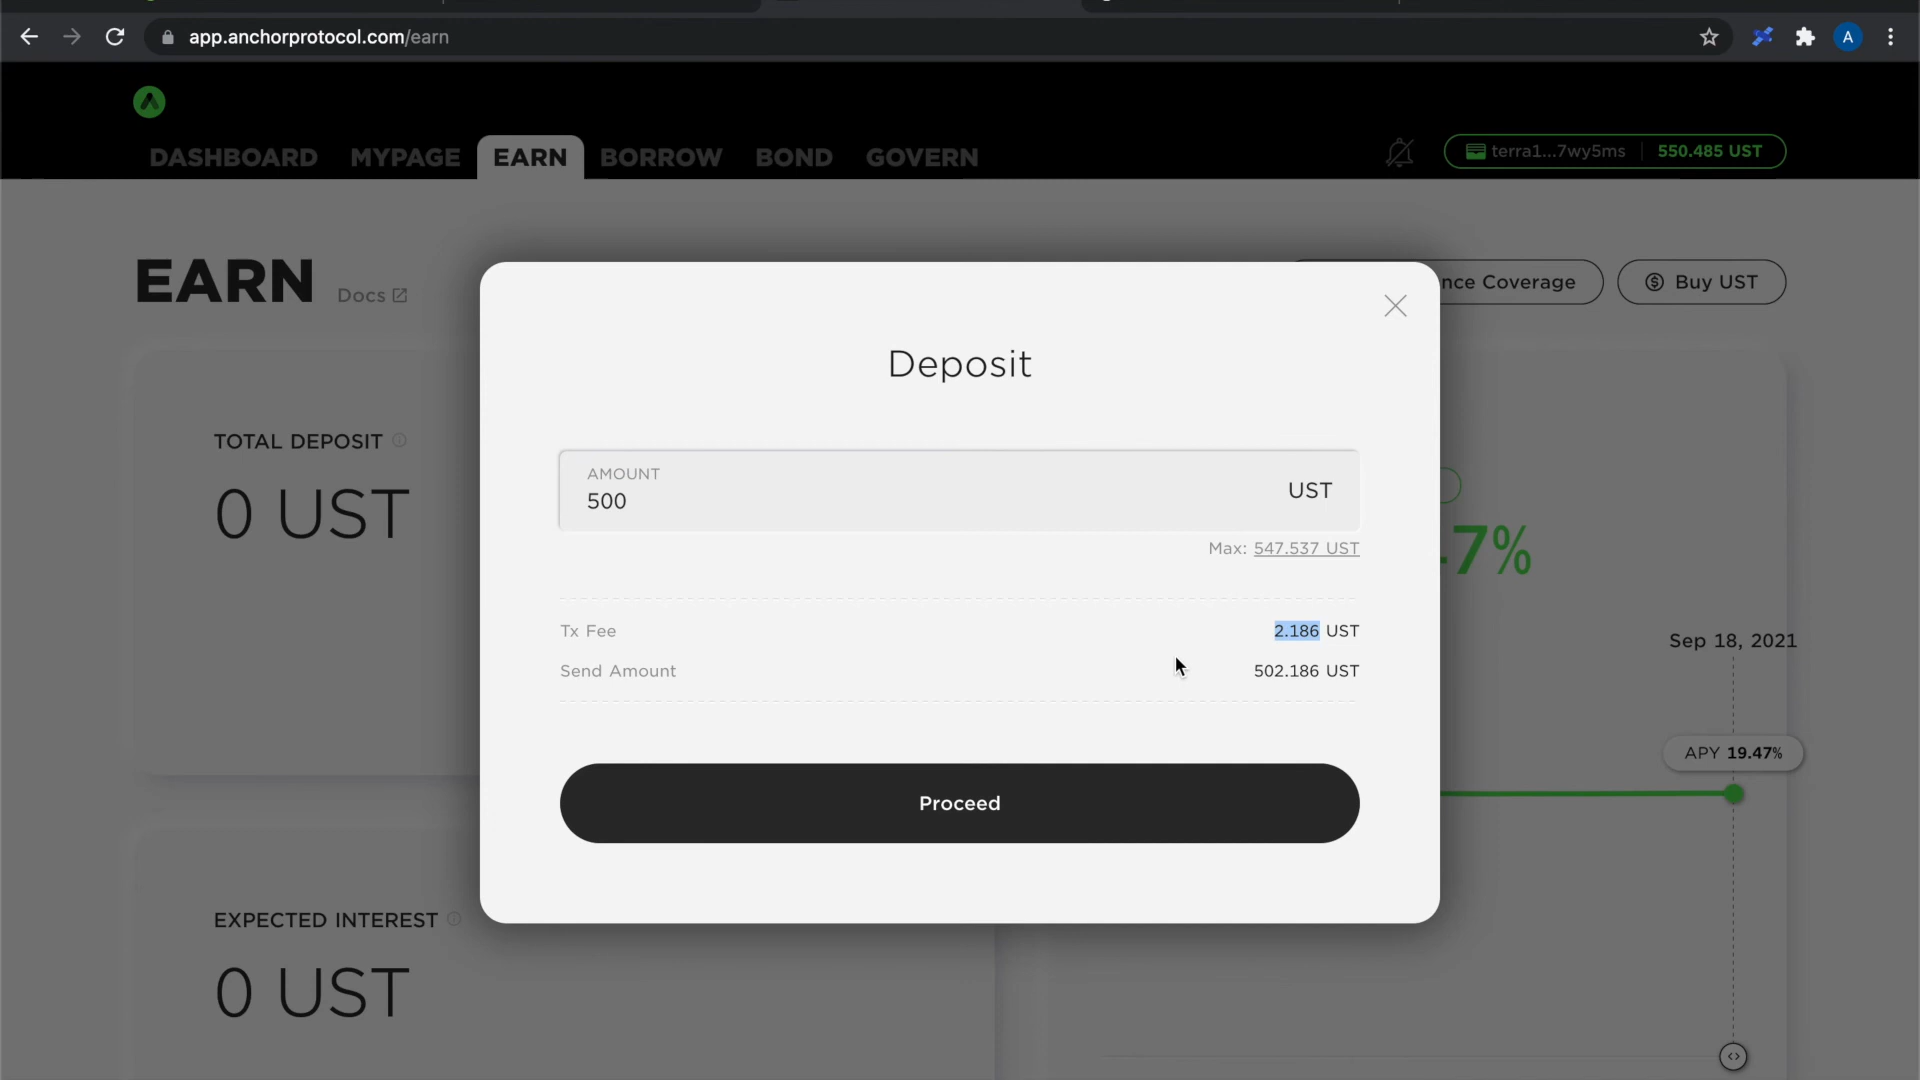 app.anchorprotocol.com/earn
A
DASHBOARD MYPAGE EARN BORROW BOND GOVERN
terra1...7wy5ms 550.485 UST
EARN Docs
nce Coverage
Buy UST
Deposit
TOTAL DEPOSIT
0 UST
AMOUNT
500
UST
Max: 547.537 UST
47%
Tx Fee 2.186 UST
Send Amount 502.186 UST
Sep 18, 2021
APY 19.47%
Proceed
EXPECTED INTEREST
0 UST